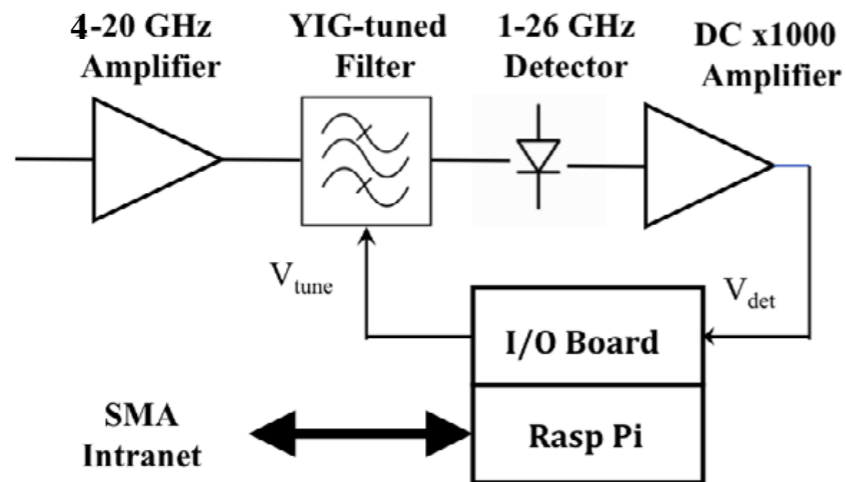 4-20 GHz
Amplifier
YIG-tuned
Filter
1-26 GHz
Detector
DC x1000
Amplifier
Vtune
Vdet
I/O Board
Rasp Pi
SMA
Intranet